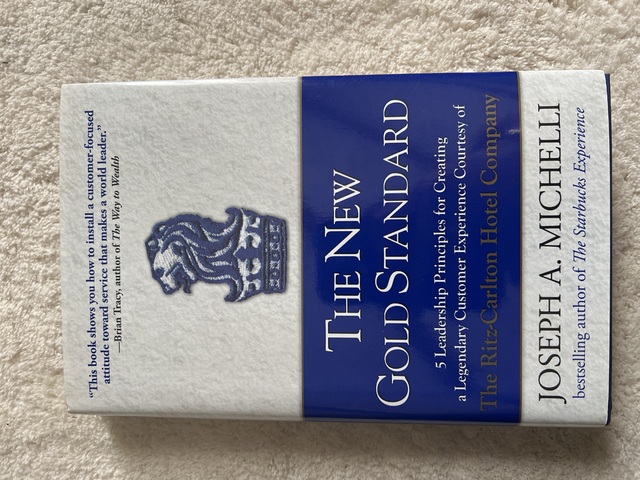 "This book shows you how to install a customer-focused
attitude toward service that makes a world leader."
—Brian Tracy, author of The Way to Wealth
THE NEW
GOLD STANDARD
5 Leadership Principles for Creating
a Legendary Customer Experience Courtesy of
The Ritz-Carlton Hotel Company
JOSEPH A. MICHELLI
bestselling author of The Starbucks Experience